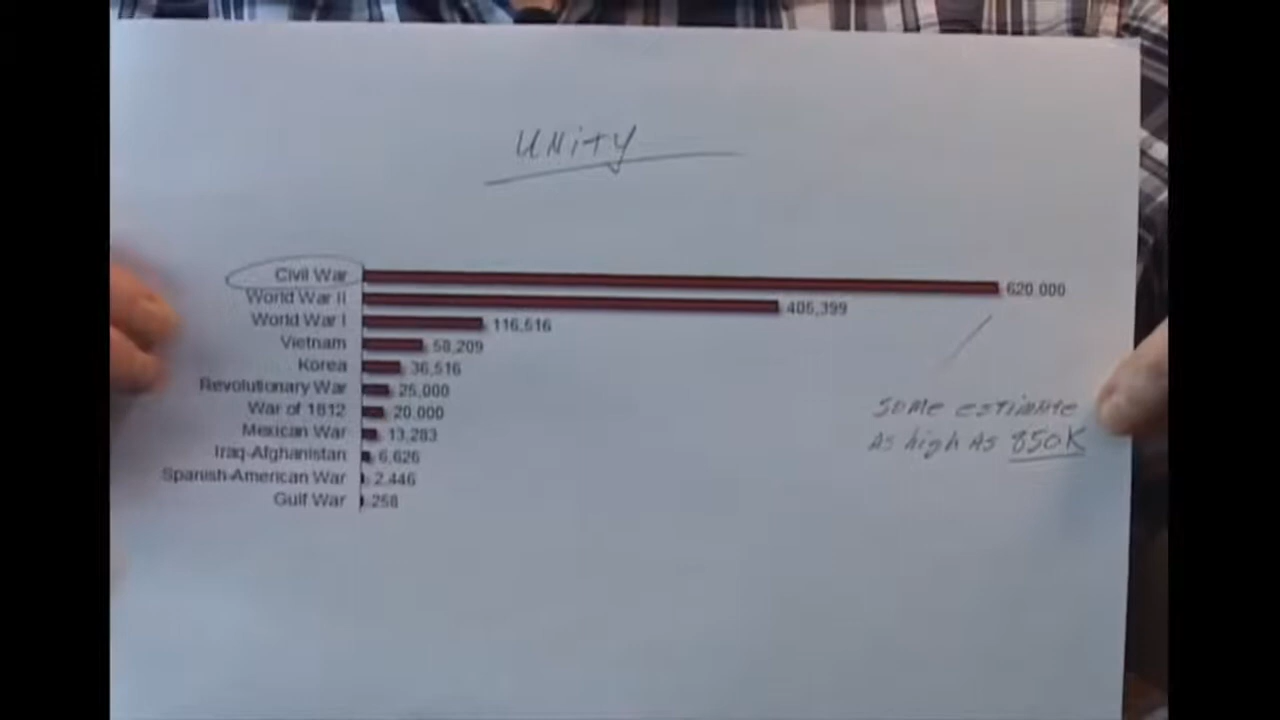 UNiTY
Civil War 620,000
World War II 405,399
World War I 116,516
Vietnam 58,209
Korea 36,516
Revolutionary War 25,000
War of 1812 20,000
Mexican War 13,283
Iraq-Afghanistan 6,626
Spanish-American War 2,446
Gulf War 258
SOME estimate
As high As 850K